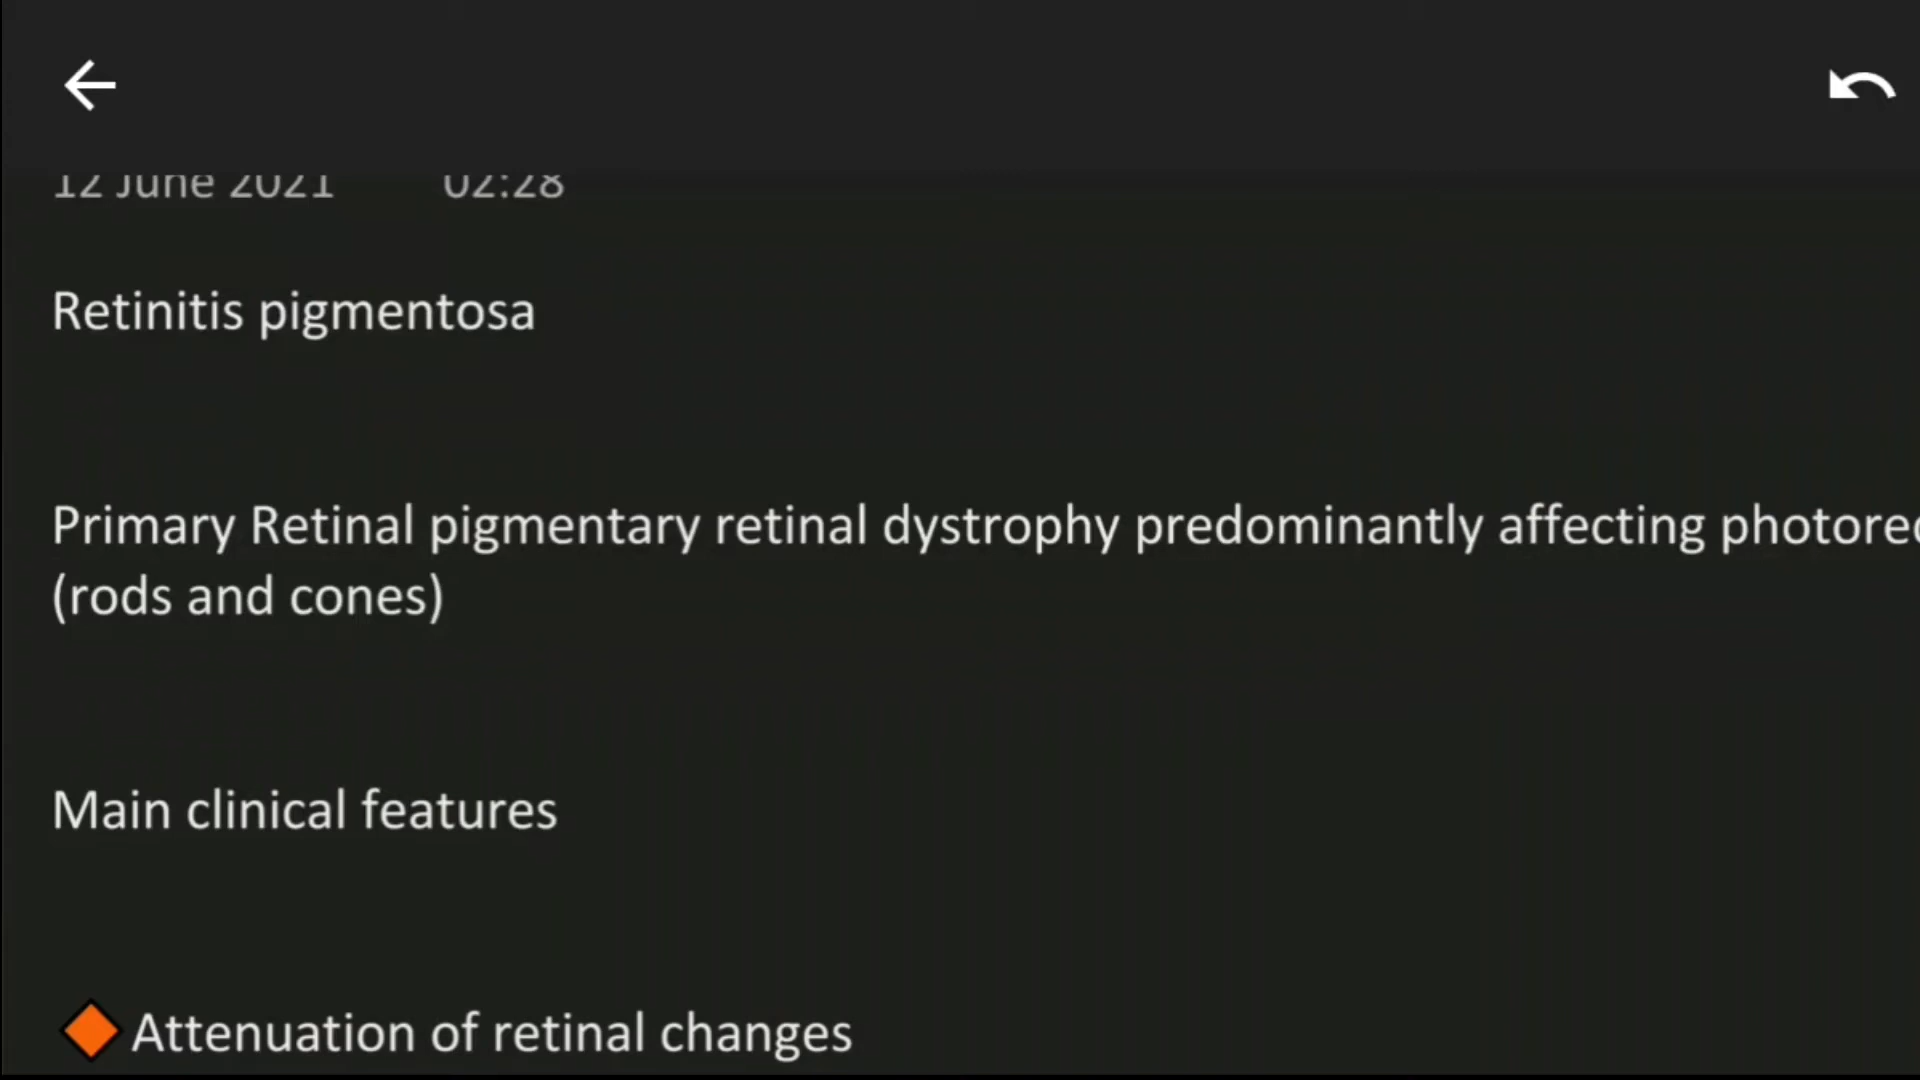 12 June 2021 02:28
Retinitis pigmentosa
Primary Retinal pigmentary retinal dystrophy predominantly affecting
(rods and cones)
Main clinical features
Attenuation of retinal changes